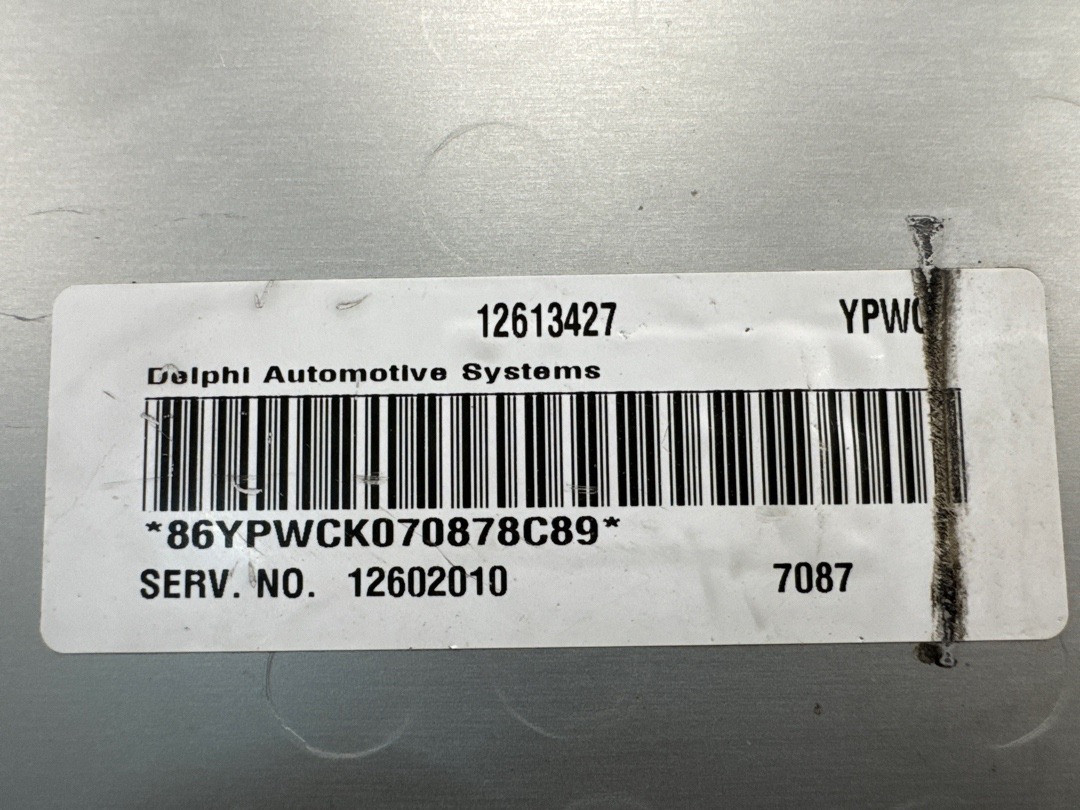 12613427 YPWC
Delphi Automotive Systems
*86YPWCK070878C89*
SERV. NO. 12602010 7087